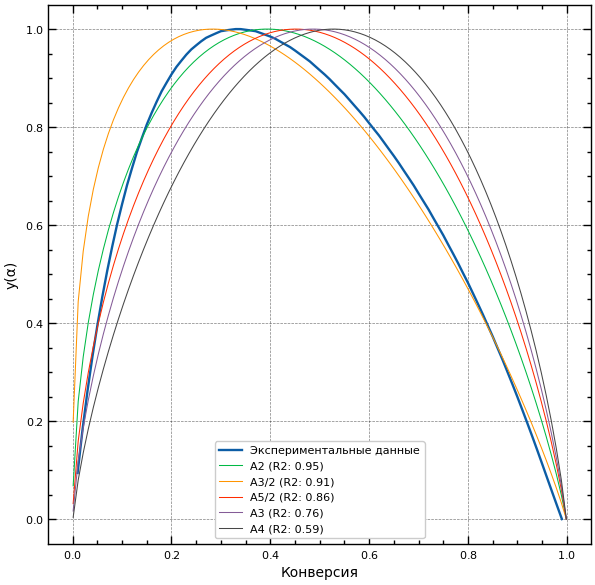 y(α)
1.0
0.8
0.6
0.4
0.2
0.0
Экспериментальные данные
A2 (R2: 0.95)
A3/2 (R2: 0.91)
A5/2 (R2: 0.86)
A3 (R2: 0.76)
A4 (R2: 0.59)
0.0 0.2 0.4 0.6 0.8 1.0
Конверсия